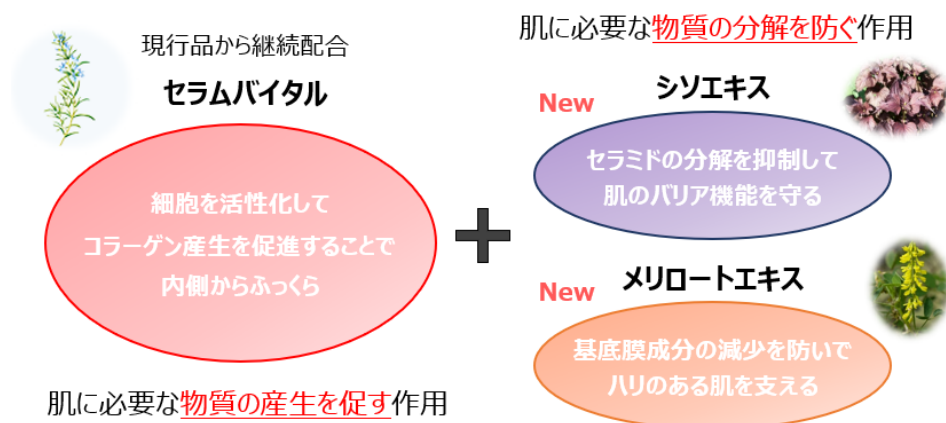 現行品から継続配合
セラムバイタル
細胞を活性化して
コラーゲン産生を促進することで
内側からふっくら
肌に必要な物質の産生を促す作用
+
肌に必要な物質の分解を防ぐ作用
New
シソエキス
セラミドの分解を抑制して
肌のバリア機能を守る
New
メリロートエキス
基底膜成分の減少を防いで
ハリのある肌を支える